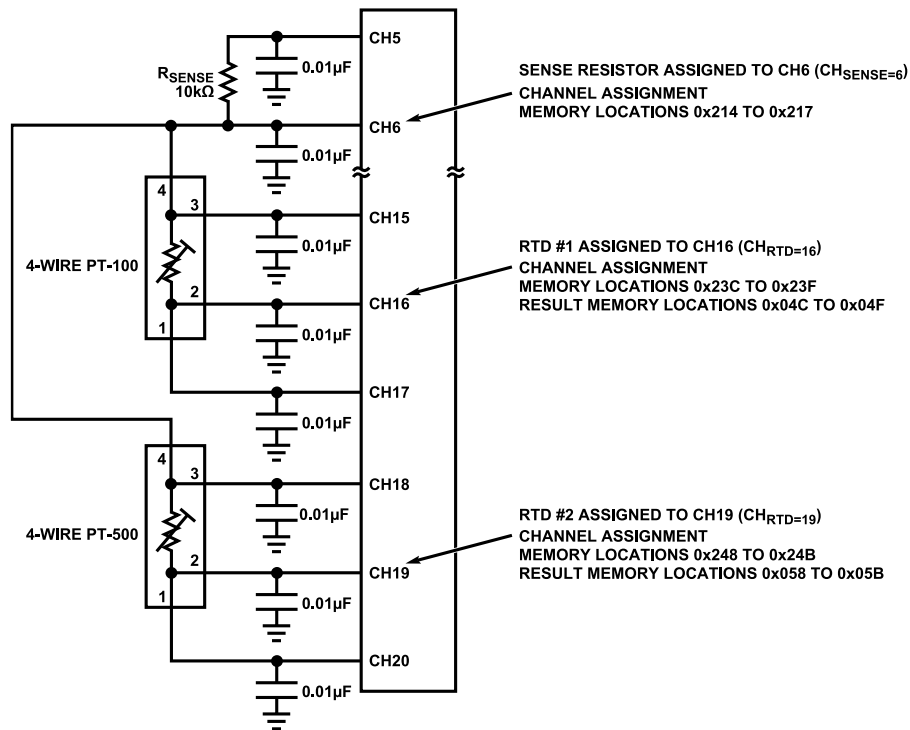 CH5
0.01µF
RSENSE
10kΩ
SENSE RESISTOR ASSIGNED TO CH6 (CHSENSE=6)
CHANNEL ASSIGNMENT
MEMORY LOCATIONS 0x214 TO 0x217
CH6
0.01µF
4
3
CH15
0.01µF
4-WIRE PT-100
RTD #1 ASSIGNED TO CH16 (CHRTD=16)
CHANNEL ASSIGNMENT
MEMORY LOCATIONS 0x23C TO 0x23F
RESULT MEMORY LOCATIONS 0x04C TO 0x04F
2
CH16
1
0.01µF
CH17
0.01µF
4
3
CH18
0.01µF
4-WIRE PT-500
RTD #2 ASSIGNED TO CH19 (CHRTD=19)
CHANNEL ASSIGNMENT
MEMORY LOCATIONS 0x248 TO 0x24B
RESULT MEMORY LOCATIONS 0x058 TO 0x05B
2
CH19
1
0.01µF
CH20
0.01µF